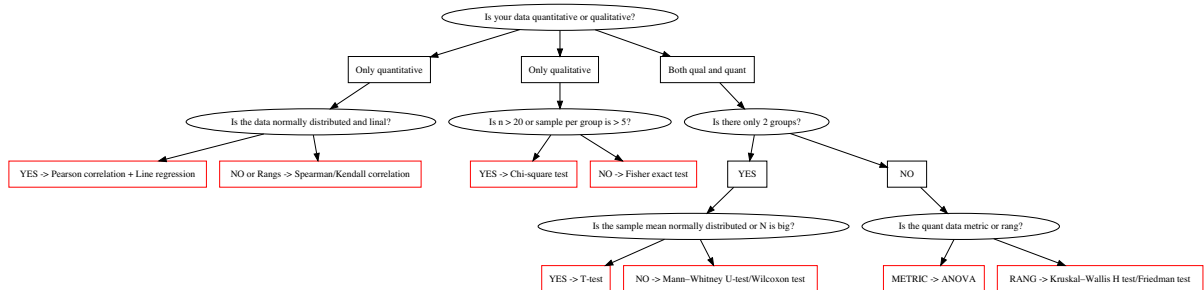 Is your data quantitative or qualitative?
Only quantitative
Only qualitative
Both qual and quant
Is the data normally distributed and linal?
Is n > 20 or sample per group is > 5?
Is there only 2 groups?
YES -> Pearson correlation + Line regression
NO or Rangs -> Spearman/Kendall correlation
YES -> Chi-square test
NO -> Fisher exact test
YES
NO
Is the sample mean normally distributed or N is big?
Is the quant data metric or rang?
YES -> T-test
NO -> Mann–Whitney U-test/Wilcoxon test
METRIC -> ANOVA
RANG -> Kruskal–Wallis H test/Friedman test